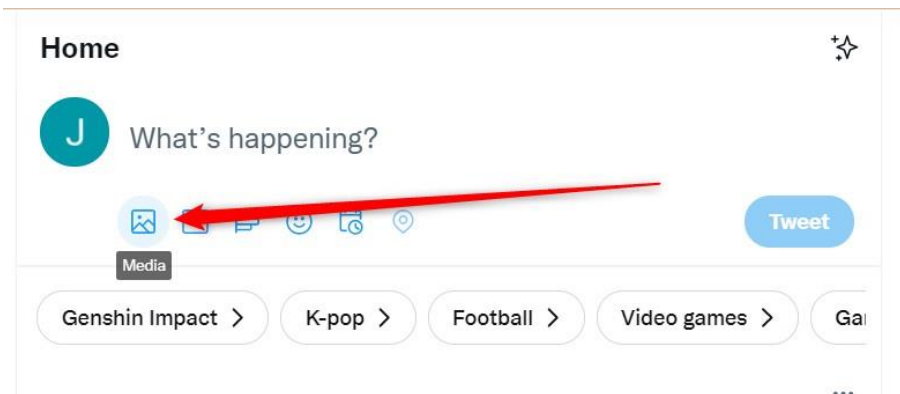 Home
J What's happening?
Tweet
Media
Genshin Impact > K-pop > Football > Video games >